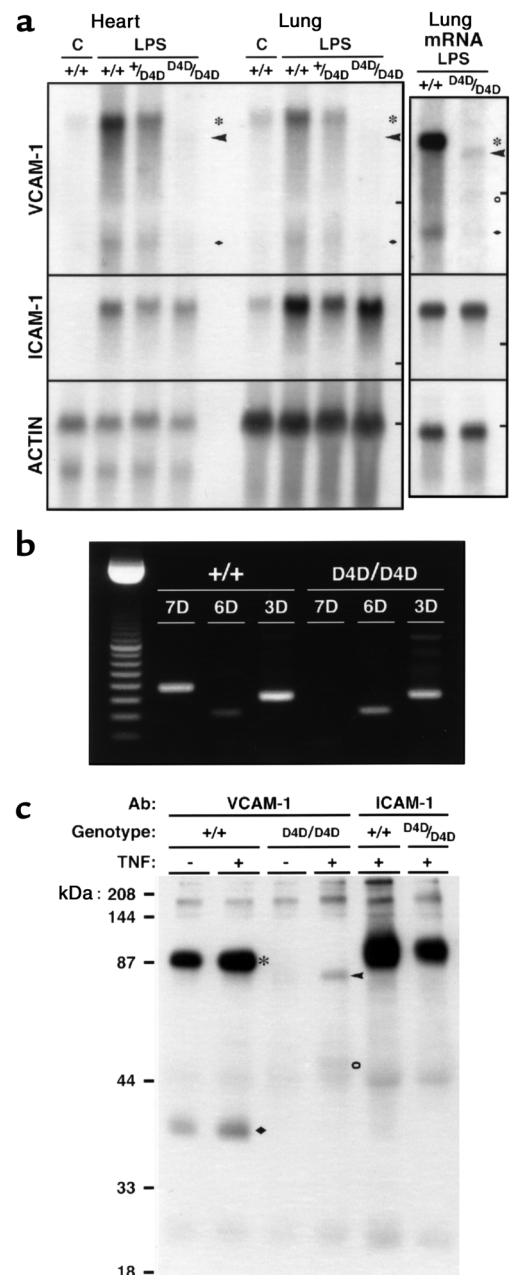 a
Heart Lung Lung
mRNA
C LPS C LPS LPS
+/+ +/+ +/D4D D4D/D4D +/+ +/+ +/D4D D4D/D4D +/+ D4D/D4D
VCAM-1
* * *
ICAM-1
ACTIN
b
+/+ D4D/D4D
7D 6D 3D 7D 6D 3D
c
Ab: VCAM-1 ICAM-1
Genotype: +/+ D4D/D4D +/+ D4D/D4D
TNF: - + - + + +
kDa: 208
144
87 *
44
33
18